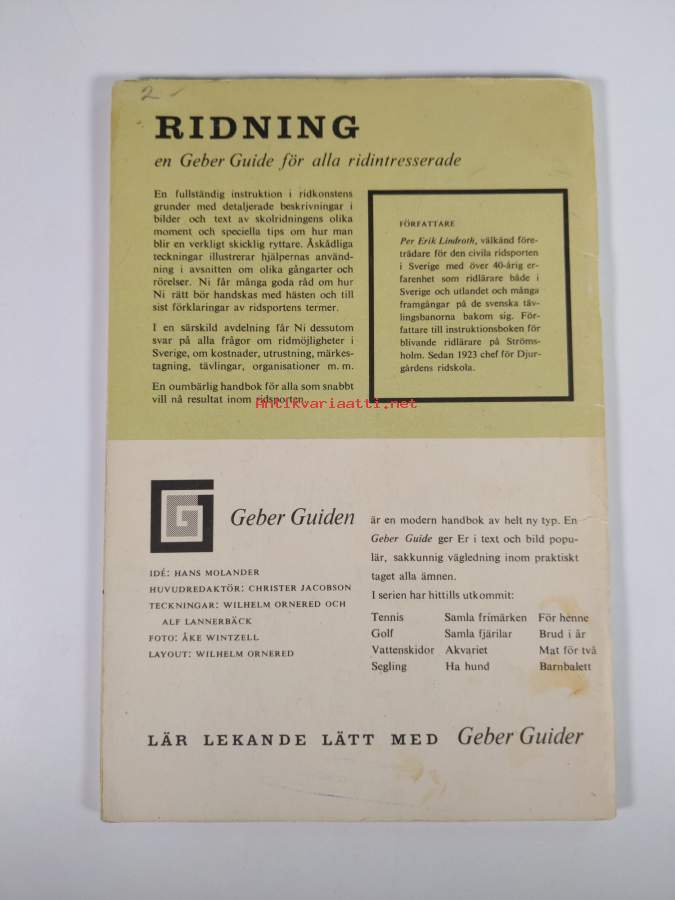 2 -
RIDNING
en Geber Guide för alla ridintresserade
En fullständig instruktion i ridkonstens
grunder med detaljerade beskrivningar i
bilder och text av skolridningens olika
moment och speciella tips om hur man
blir en verkligt skicklig ryttare. Åskådliga
teckningar illustrerar hjälpernas användning
ning i avsnitten om olika gångarter och
rörelser. Ni får många goda råd om hur
Ni rätt bör handskas med hästen och till
sist förklaringar av ridsportens termer.
I en särskild avdelning får Ni dessutom
svar på alla frågor om ridmöjligheter i
Sverige, om kostnader, utrustning, märkes-
tagning, tävlingar, organisationer m. m.
En oumbärlig handbok för alla som snabbt
vill nå resultat inom ridsporten.
FÖRFATTARE
Per Erik Lindroth, välkänd före-
trädare för den civila ridsporten
i Sverige med över 40-årig er-
farenhet som ridlärare både i
Sverige och utlandet och många
framgångar på de svenska täv-
lingsbanorna bakom sig. För-
fattare till instruktionsboken för
blivande ridlärare på Ströms-
holm. Sedan 1923 chef för Djur-
gårdens ridskola.
Antikvariaatti.net
G
Geber Guiden
är en modern handbok av helt ny typ. En
Geber Guide ger Er i text och bild popu-
lär, sakkunnig vägledning inom praktiskt
taget alla ämnen.
I serien har hittills utkommit:
IDÉ: HANS MOLANDER
HUVUDREDAKTÖR: CHRISTER JACOBSON
TECKNINGAR: WILHELM ORNERED OCH
ALF LANNERBÄCK
FOTO: ÅKE WINTZELL
LAYOUT: WILHELM ORNERED
Tennis Samla frimärken För henne
Golf Samla fjärilar Brud i år
Vattenskidor Akvariet Mat för två
Segling Ha hund Barnbalett
LÄR LEKANDE LÄTT MED Geber Guider